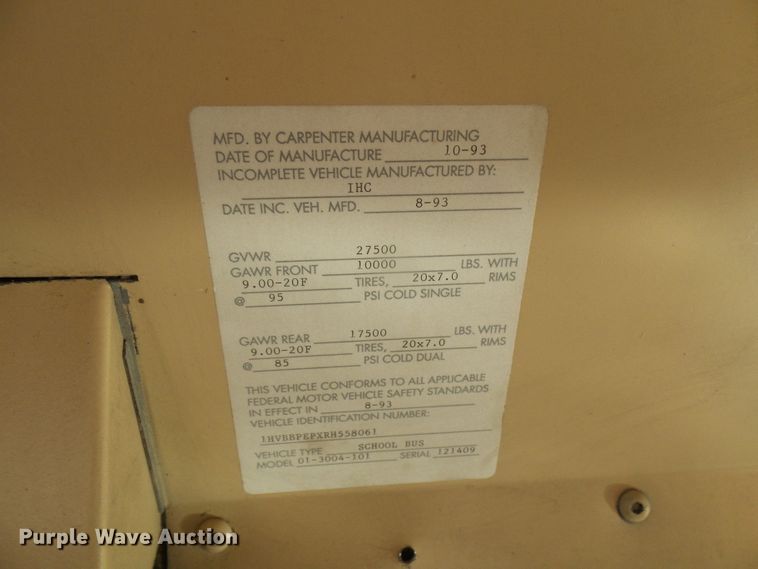 MFD. BY CARPENTER MANUFACTURING
DATE OF MANUFACTURE 10-93
INCOMPLETE VEHICLE MANUFACTURED BY:
IHC
DATE INC. VEH. MFD. 8-93
GVWR 27500
GAWR FRONT 10000 LBS. WITH
9.00-20F TIRES, 20x7.0 RIMS
@ 95 PSI COLD SINGLE
GAWR REAR 17500 LBS. WITH
9.00-20F TIRES, 20x7.0 RIMS
@ 85 PSI COLD DUAL
THIS VEHICLE CONFORMS TO ALL APPLICABLE
FEDERAL MOTOR VEHICLE SAFETY STANDARDS
IN EFFECT IN 8-93
VEHICLE IDENTIFICATION NUMBER:
1HVBBPEPXRH558061
VEHICLE TYPE SCHOOL BUS
MODEL 01-3004-101 SERIAL 121409
Purple Wave Auction